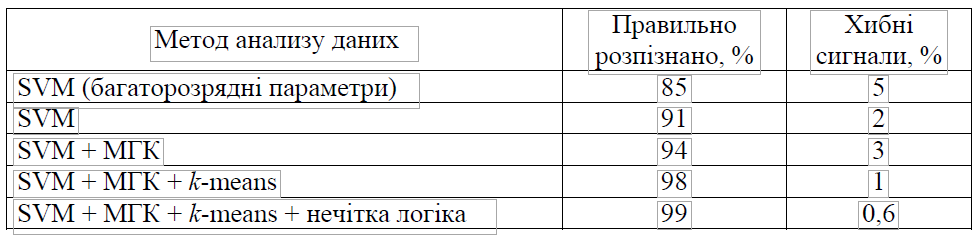 Метод анализу даних
Правильно
розпізнано, %
Хибні
сигнали, %
SVM (багаторозрядні параметри) 85 5
SVM 91 2
SVM + МГК 94 3
SVM + МГК + k-means 98 1
SVM + МГК + k-means + нечітка логіка 99 0,6